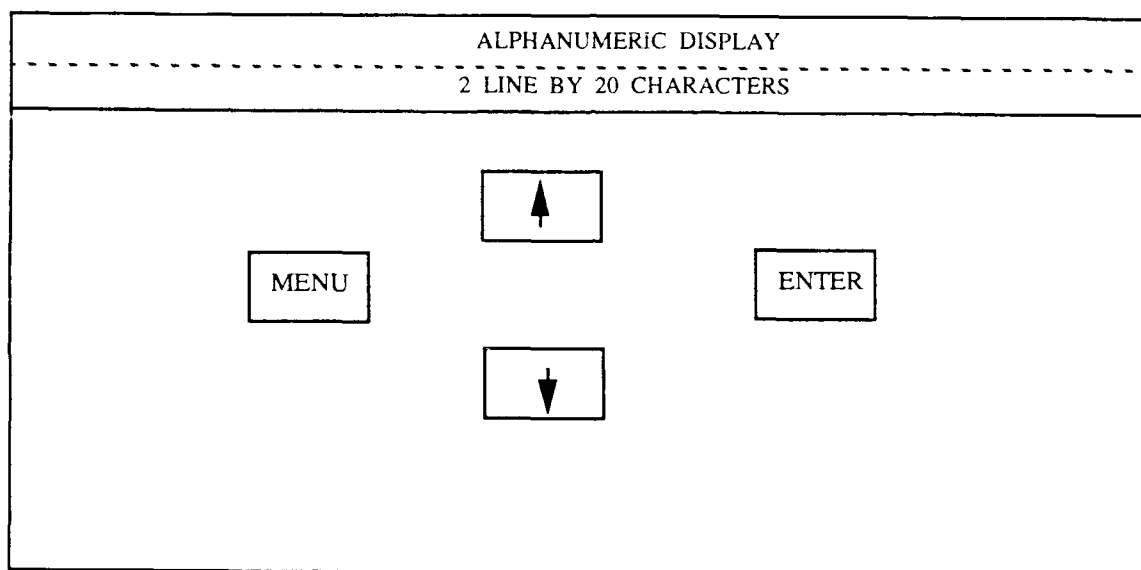 ALPHANUMERIC DISPLAY
2 LINE BY 20 CHARACTERS
MENU
ENTER